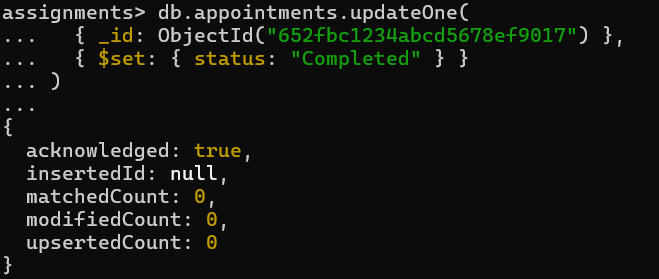 assignments> db.appointments.updateOne(
...   { _id: ObjectId("652fbc1234abcd5678ef9017") },
...   { $set: { status: "Completed" } }
... )
...
{
  acknowledged: true,
  insertedId: null,
  matchedCount: 0,
  modifiedCount: 0,
  upsertedCount: 0
}